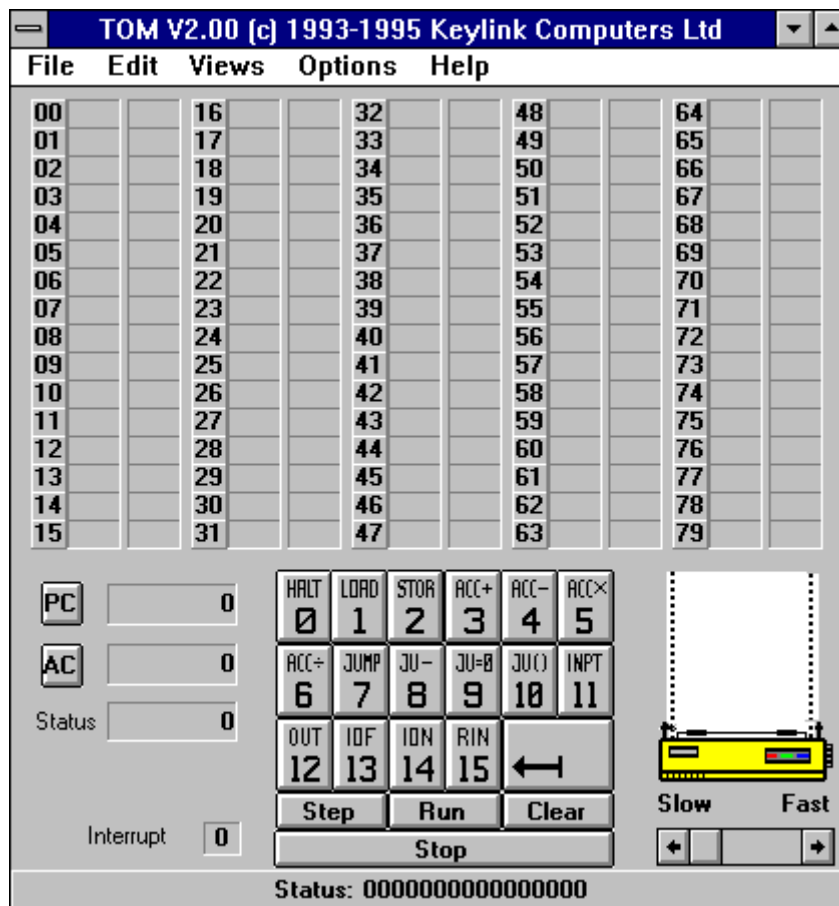 TOM V2.00 (c) 1993-1995 Keylink Computers Ltd
File Edit Views Options Help
00 16 32 48 64
01 17 33 49 65
02 18 34 50 66
03 19 35 51 67
04 20 36 52 68
05 21 37 53 69
06 22 38 54 70
07 23 39 55 71
08 24 40 56 72
09 25 41 57 73
10 26 42 58 74
11 27 43 59 75
12 28 44 60 76
13 29 45 61 77
14 30 46 62 78
15 31 47 63 79
PC 0
AC 0
Status 0
Interrupt 0
HALT LOAD STOR ACC+ ACC- ACC×
0 1 2 3 4 5
ACC÷ JUMP JU- JU=0 JU() INPT
6 7 8 9 10 11
OUT IOF ION RIN
12 13 14 15
Step Run Clear
Stop
Slow Fast
Status: 0000000000000000